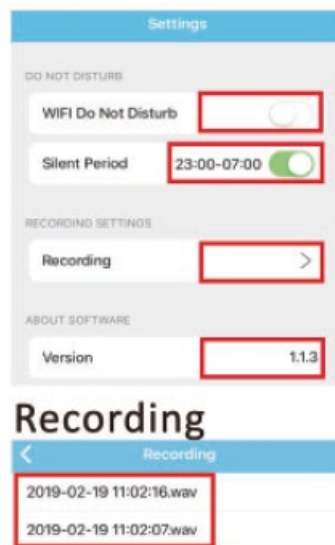 Settings
DO NOT DISTURB
WIFI Do Not Disturb
Silent Period 23:00-07:00
RECORDING SETTINGS
Recording >
ABOUT SOFTWARE
Version 1.1.3
Recording
< Recording
2019-02-19 11:02:16.wav
2019-02-19 11:02:07.wav